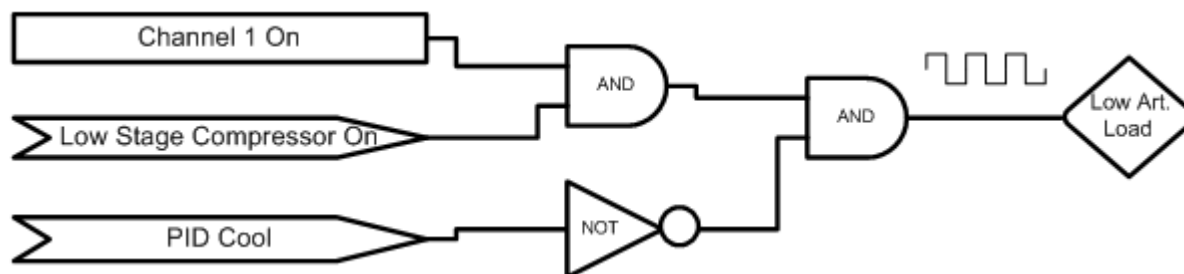 Channel 1 On
AND
Low Stage Compressor On
AND
Low Art.
Load
PID Cool
NOT